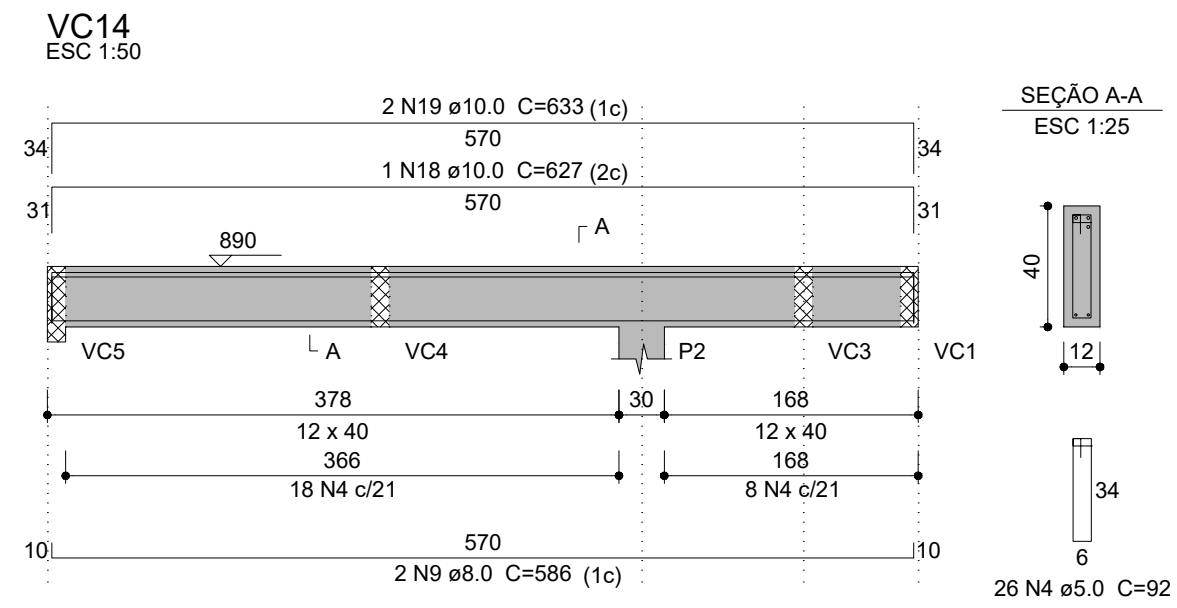 VC14
ESC 1:50
2 N19 ø10.0 C=633 (1c)
570
34
34
1 N18 ø10.0 C=627 (2c)
570
31
31
A
890
VC5
A
VC4
P2
VC3
VC1
378
30
168
12 x 40
12 x 40
366
168
18 N4 c/21
8 N4 c/21
570
10
10
2 N9 ø8.0 C=586 (1c)
SEÇÃO A-A
ESC 1:25
40
12
34
6
26 N4 ø5.0 C=92